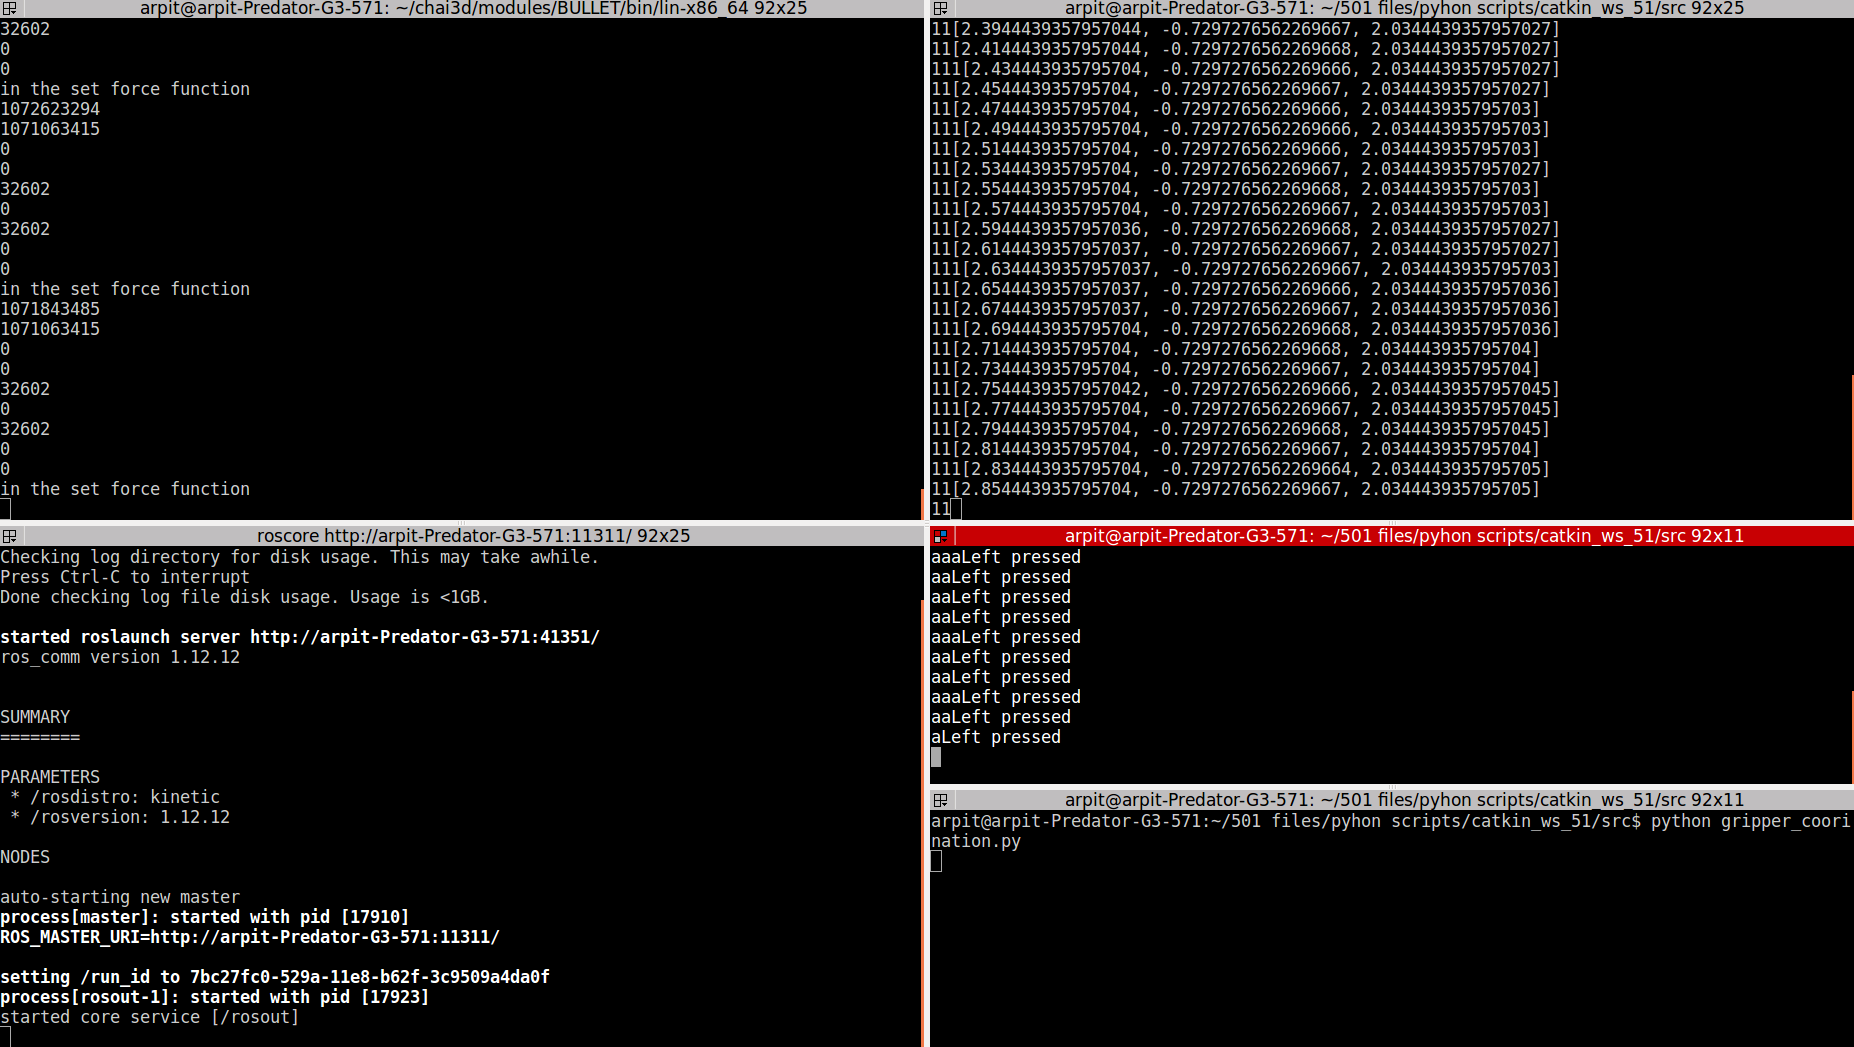 arpit@arpit-Predator-G3-571: ~/chai3d/modules/BULLET/bin/lin-x86_64 92x25
32602
0
0
in the set force function
1072623294
1071063415
0
0
32602
0
32602
0
0
in the set force function
1071843485
1071063415
0
0
32602
0
32602
0
0
in the set force function
arpit@arpit-Predator-G3-571: ~/501 files/pyhon scripts/catkin_ws_51/src 92x25
11[2.3944439357957044, -0.7297276562269667, 2.0344439357957027]
11[2.4144439357957044, -0.7297276562269668, 2.0344439357957027]
111[2.434443935795704, -0.7297276562269666, 2.0344439357957027]
11[2.454443935795704, -0.7297276562269667, 2.0344439357957027]
11[2.474443935795704, -0.7297276562269666, 2.034443935795703]
111[2.494443935795704, -0.7297276562269666, 2.034443935795703]
11[2.514443935795704, -0.7297276562269666, 2.034443935795703]
11[2.534443935795704, -0.7297276562269667, 2.0344439357957027]
11[2.554443935795704, -0.7297276562269668, 2.034443935795703]
111[2.574443935795704, -0.7297276562269667, 2.034443935795703]
11[2.5944439357957036, -0.7297276562269668, 2.0344439357957027]
11[2.6144439357957037, -0.7297276562269667, 2.0344439357957027]
111[2.6344439357957037, -0.7297276562269667, 2.034443935795703]
11[2.6544439357957037, -0.7297276562269666, 2.0344439357957036]
11[2.6744439357957037, -0.7297276562269667, 2.0344439357957036]
111[2.694443935795704, -0.7297276562269668, 2.0344439357957036]
11[2.714443935795704, -0.7297276562269668, 2.034443935795704]
11[2.734443935795704, -0.7297276562269667, 2.034443935795704]
11[2.7544439357957042, -0.7297276562269666, 2.0344439357957045]
111[2.774443935795704, -0.7297276562269667, 2.0344439357957045]
11[2.794443935795704, -0.7297276562269668, 2.0344439357957045]
11[2.814443935795704, -0.7297276562269667, 2.034443935795704]
111[2.834443935795704, -0.7297276562269664, 2.034443935795705]
11[2.854443935795704, -0.7297276562269667, 2.034443935795705]
11
roscore http://arpit-Predator-G3-571:11311/ 92x25
Checking log directory for disk usage. This may take awhile.
Press Ctrl-C to interrupt
Done checking log file disk usage. Usage is <1GB.
started roslaunch server http://arpit-Predator-G3-571:41351/
ros_comm version 1.12.12
SUMMARY
========
PARAMETERS
* /rosdistro: kinetic
* /rosversion: 1.12.12
NODES
auto-starting new master
process[master]: started with pid [17910]
ROS_MASTER_URI=http://arpit-Predator-G3-571:11311/
setting /run_id to 7bc27fc0-529a-11e8-b62f-3c9509a4da0f
process[rosout-1]: started with pid [17923]
started core service [/rosout]
arpit@arpit-Predator-G3-571: ~/501 files/pyhon scripts/catkin_ws_51/src 92x11
aaaLeft pressed
aaLeft pressed
aaLeft pressed
aaLeft pressed
aaaLeft pressed
aaLeft pressed
aaLeft pressed
aaaLeft pressed
aaLeft pressed
aLeft pressed
arpit@arpit-Predator-G3-571: ~/501 files/pyhon scripts/catkin_ws_51/src 92x11
arpit@arpit-Predator-G3-571:~/501 files/pyhon scripts/catkin_ws_51/src$ python gripper_coori
nation.py